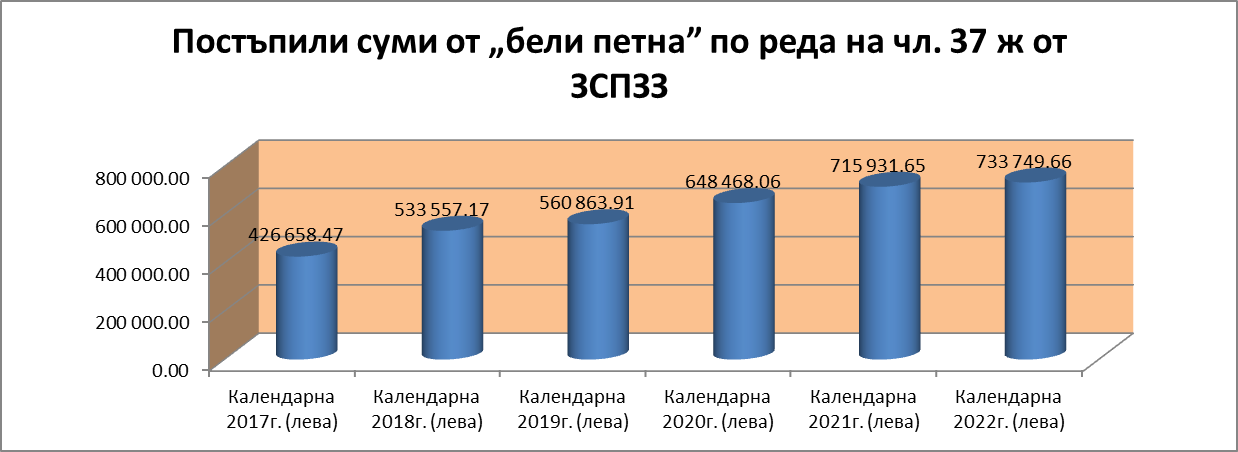 Постъпили суми от „бели петна” по реда на чл. 37 ж от
ЗСПЗЗ
800 000.00
600 000.00
400 000.00
200 000.00
0.00
426 658.47
533 557.17
560 863.91
648 468.06
715 931.65
733 749.66
Календарна
2017г. (лева)
Календарна
2018г. (лева)
Календарна
2019г. (лева)
Календарна
2020г. (лева)
Календарна
2021г. (лева)
Календарна
2022г. (лева)